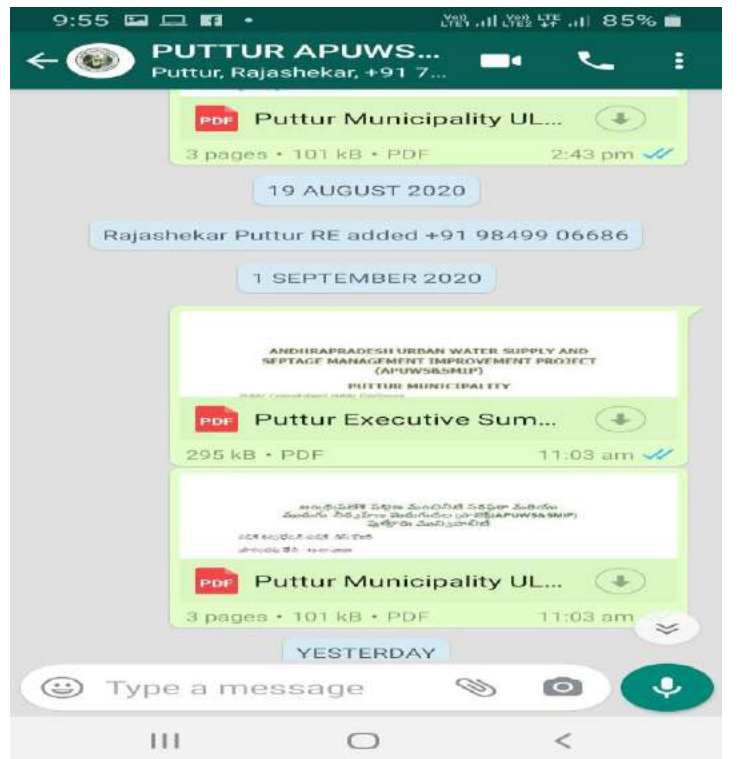 9:55 85%
PUTTUR APUWS...
Puttur, Rajashekar, +91 7...
PDF Puttur Municipality UL...
3 pages • 101 kB • PDF 2:43 pm
19 AUGUST 2020
Rajashekar Puttur RE added +91 98499 06686
1 SEPTEMBER 2020
ANDHRAPRADESH URBAN WATER SUPPLY AND
SEPTAGE MANAGEMENT IMPROVEMENT PROJECT
(APUWS&SMIP)
PUTTUR MUNICIPALITY
PDF Puttur Executive Sum...
295 kB • PDF 11:03 am
PDF Puttur Municipality UL...
3 pages • 101 kB • PDF 11:03 am
YESTERDAY
Type a message